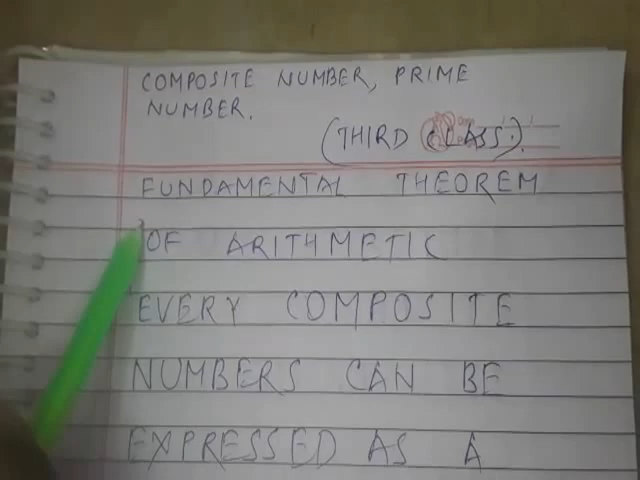 COMPOSITE NUMBER, PRIME
NUMBER.
(THIRD CLASS).
FUNDAMENTAL THEOREM
OF ARITHMETIC
EVERY COMPOSITE
NUMBERS CAN BE
EXPRESSED AS A